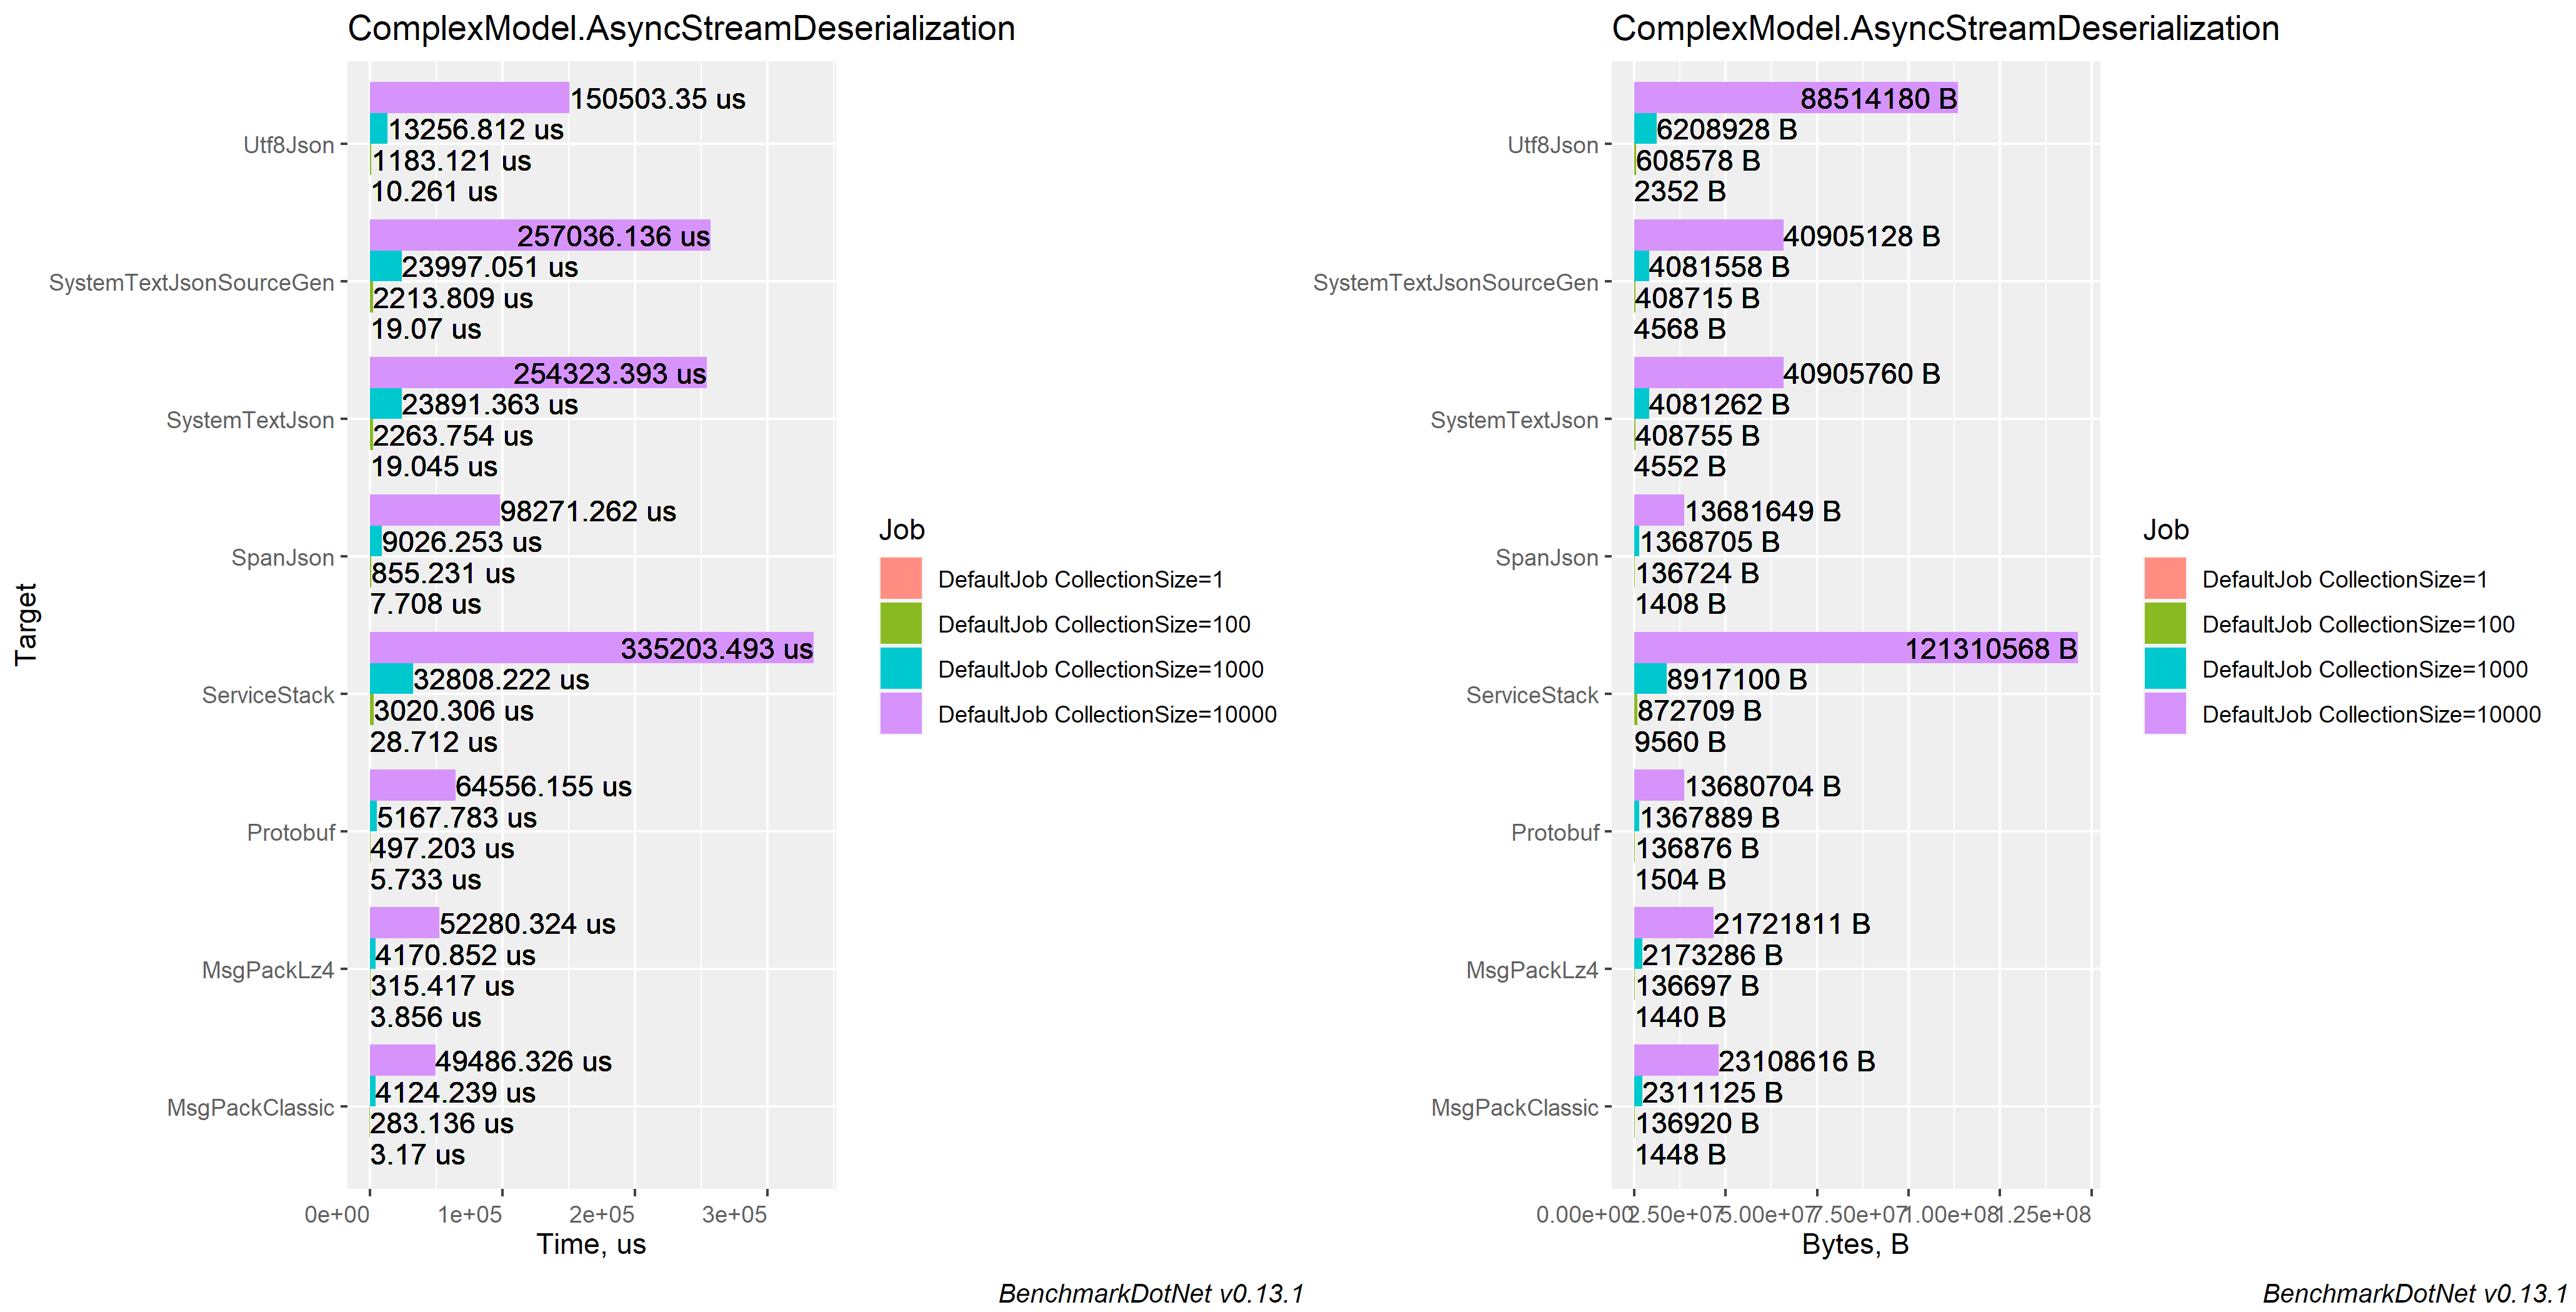 ComplexModel.AsyncStreamDeserialization
Target
Utf8Json
150503.35 us
13256.812 us
1183.121 us
10.261 us
SystemTextJsonSourceGen
257036.136 us
23997.051 us
2213.809 us
19.07 us
SystemTextJson
254323.393 us
23891.363 us
2263.754 us
19.045 us
SpanJson
98271.262 us
9026.253 us
855.231 us
7.708 us
ServiceStack
335203.493 us
32808.222 us
3020.306 us
28.712 us
Protobuf
64556.155 us
5167.783 us
497.203 us
5.733 us
MsgPackLz4
52280.324 us
4170.852 us
315.417 us
3.856 us
MsgPackClassic
49486.326 us
4124.239 us
283.136 us
3.17 us
0e+00 1e+05 2e+05 3e+05
Time, us
Job
DefaultJob CollectionSize=1
DefaultJob CollectionSize=100
DefaultJob CollectionSize=1000
DefaultJob CollectionSize=10000
BenchmarkDotNet v0.13.1
ComplexModel.AsyncStreamDeserialization
Utf8Json
88514180 B
6208928 B
608578 B
2352 B
SystemTextJsonSourceGen
40905128 B
4081558 B
408715 B
4568 B
SystemTextJson
40905760 B
4081262 B
408755 B
4552 B
SpanJson
13681649 B
1368705 B
136724 B
1408 B
ServiceStack
121310568 B
8917100 B
872709 B
9560 B
Protobuf
13680704 B
1367889 B
136876 B
1504 B
MsgPackLz4
21721811 B
2173286 B
136697 B
1440 B
MsgPackClassic
23108616 B
2311125 B
136920 B
1448 B
0.00e+00 2.50e+07 5.00e+07 7.50e+07 1.00e+08 1.25e+08
Bytes, B
Job
DefaultJob CollectionSize=1
DefaultJob CollectionSize=100
DefaultJob CollectionSize=1000
DefaultJob CollectionSize=10000
BenchmarkDotNet v0.13.1